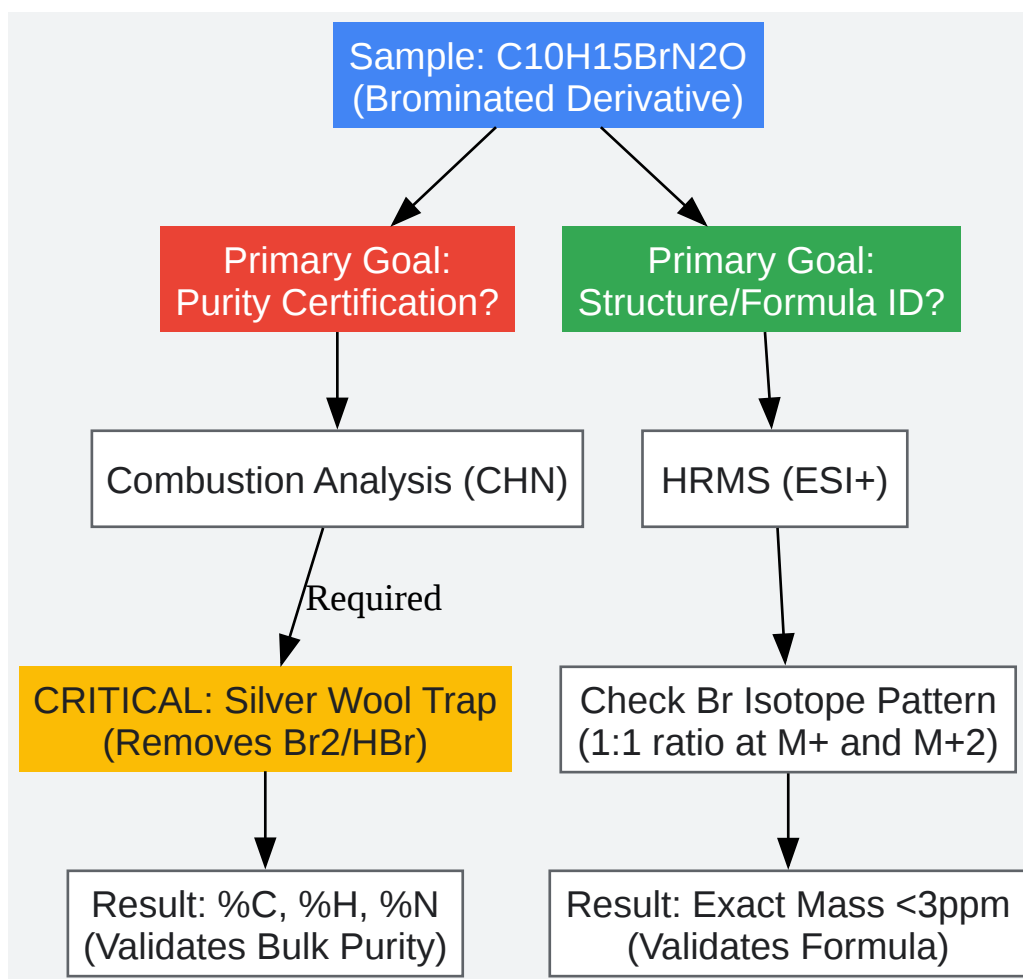 Sample: C10H15BrN2O
(Brominated Derivative)
Primary Goal:
Purity Certification?
Primary Goal:
Structure/Formula ID?
Combustion Analysis (CHN)
HRMS (ESI+)
Required
CRITICAL: Silver Wool Trap
(Removes Br2/HBr)
Check Br Isotope Pattern
(1:1 ratio at M+ and M+2)
Result: %C, %H, %N
(Validates Bulk Purity)
Result: Exact Mass <3ppm
(Validates Formula)